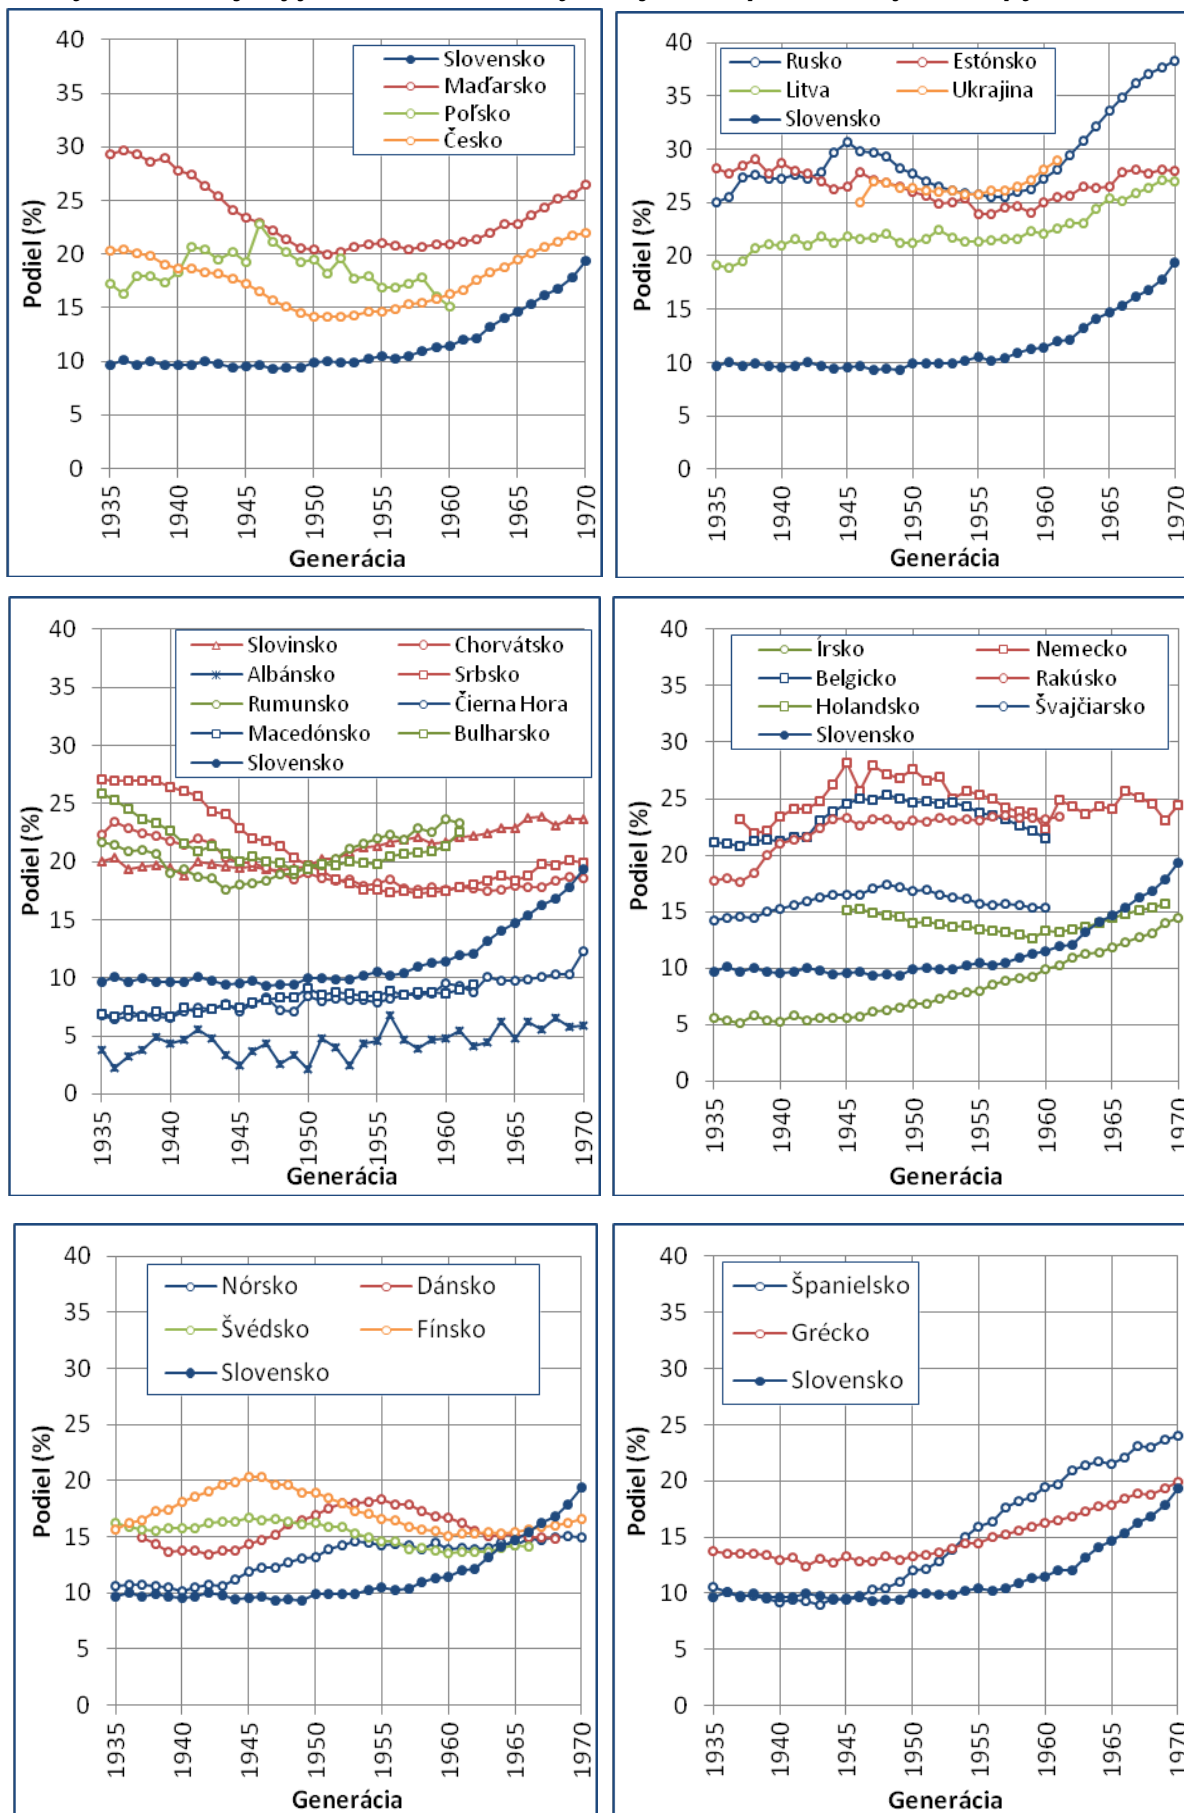 40
35
30
25
20
15
10
5
0
Podiel (%)
Slovensko
Maďarsko
Poľsko
Česko
1935
1940
1945
1950
1955
1960
1965
1970
Generácia
40
35
30
25
20
15
10
5
0
Podiel (%)
Rusko
Estónsko
Litva
Ukrajina
Slovensko
1935
1940
1945
1950
1955
1960
1965
1970
Generácia
40
35
30
25
20
15
10
5
0
Podiel (%)
Slovinsko
Chorvátsko
Albánsko
Srbsko
Rumunsko
Čierna Hora
Macedónsko
Bulharsko
Slovensko
1935
1940
1945
1950
1955
1960
1965
1970
Generácia
40
35
30
25
20
15
10
5
0
Podiel (%)
Írsko
Nemecko
Belgicko
Rakúsko
Holandsko
Švajčiarsko
Slovensko
1935
1940
1945
1950
1955
1960
1965
1970
Generácia
40
35
30
25
20
15
10
5
0
Podiel (%)
Nórsko
Dánsko
Švédsko
Fínsko
Slovensko
1935
1940
1945
1950
1955
1960
1965
1970
Generácia
40
35
30
25
20
15
10
5
0
Podiel (%)
Španielsko
Grécko
Slovensko
1935
1940
1945
1950
1955
1960
1965
1970
Generácia